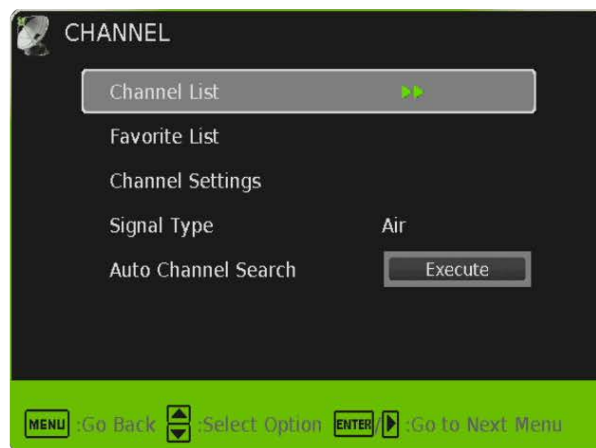 CHANNEL
Channel List
Favorite List
Channel Settings
Signal Type Air
Auto Channel Search Execute
MENU :Go Back :Select Option ENTER/ :Go to Next Menu